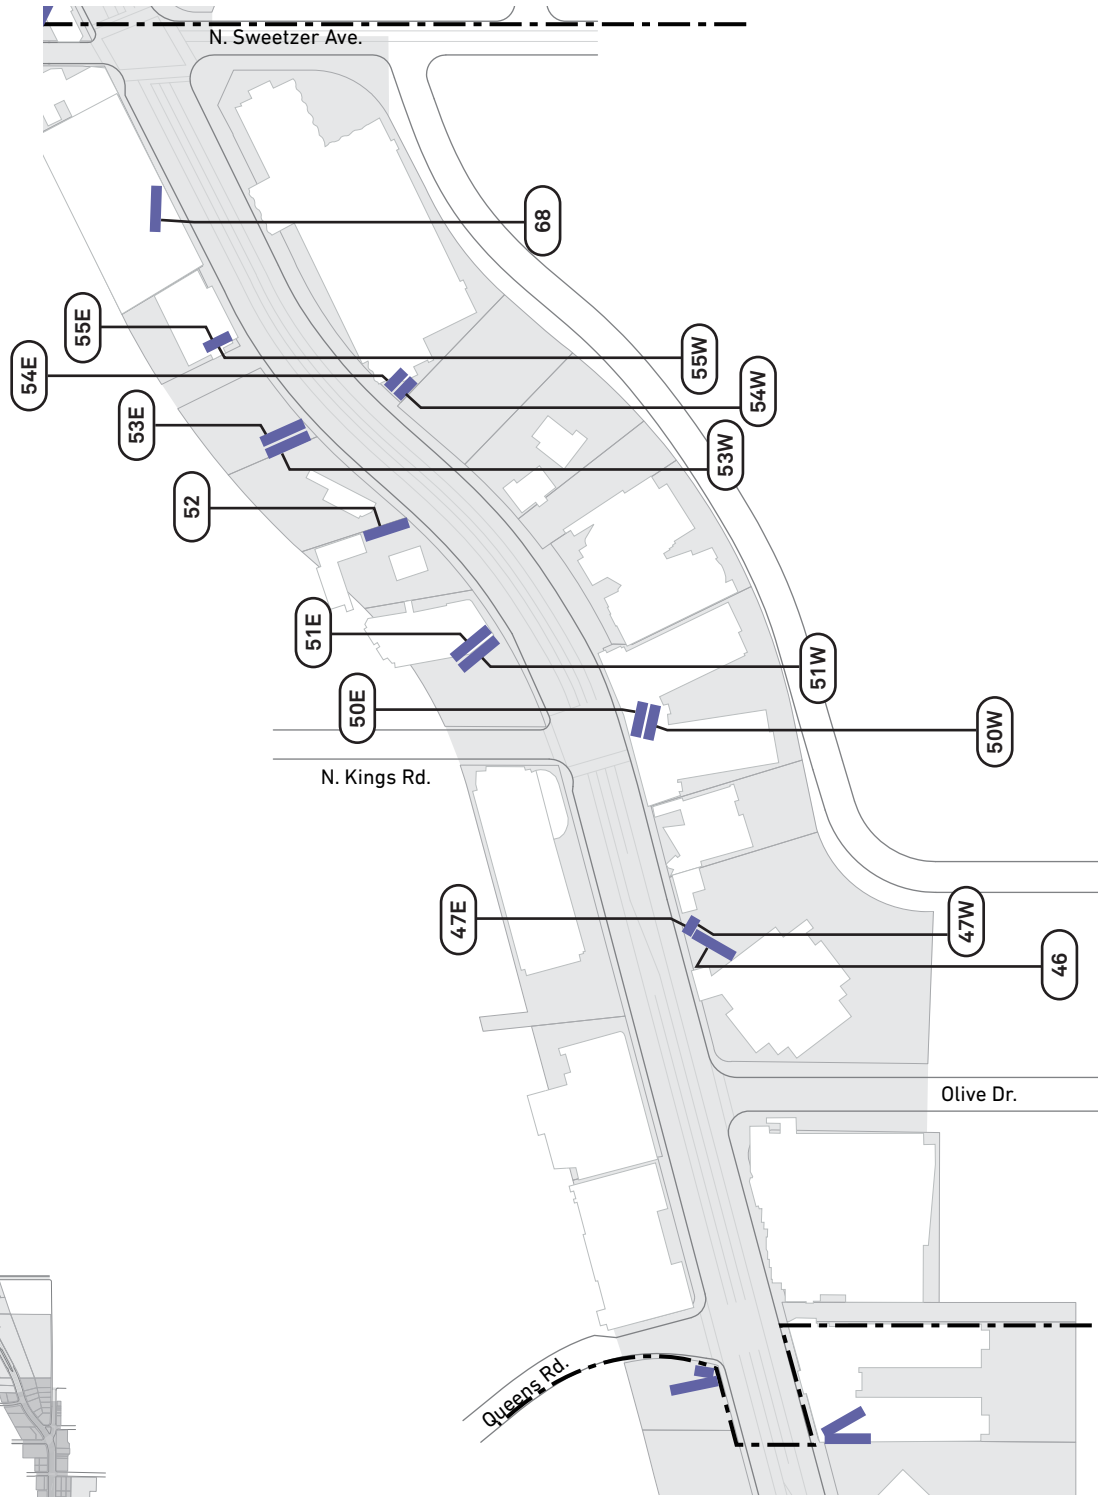 N. Sweetzer Ave.
68
55E
54E
55W
54W
53E
53W
52
51E
51W
50E
50W
N. Kings Rd.
47E
47W
46
Olive Dr.
Queens Rd.